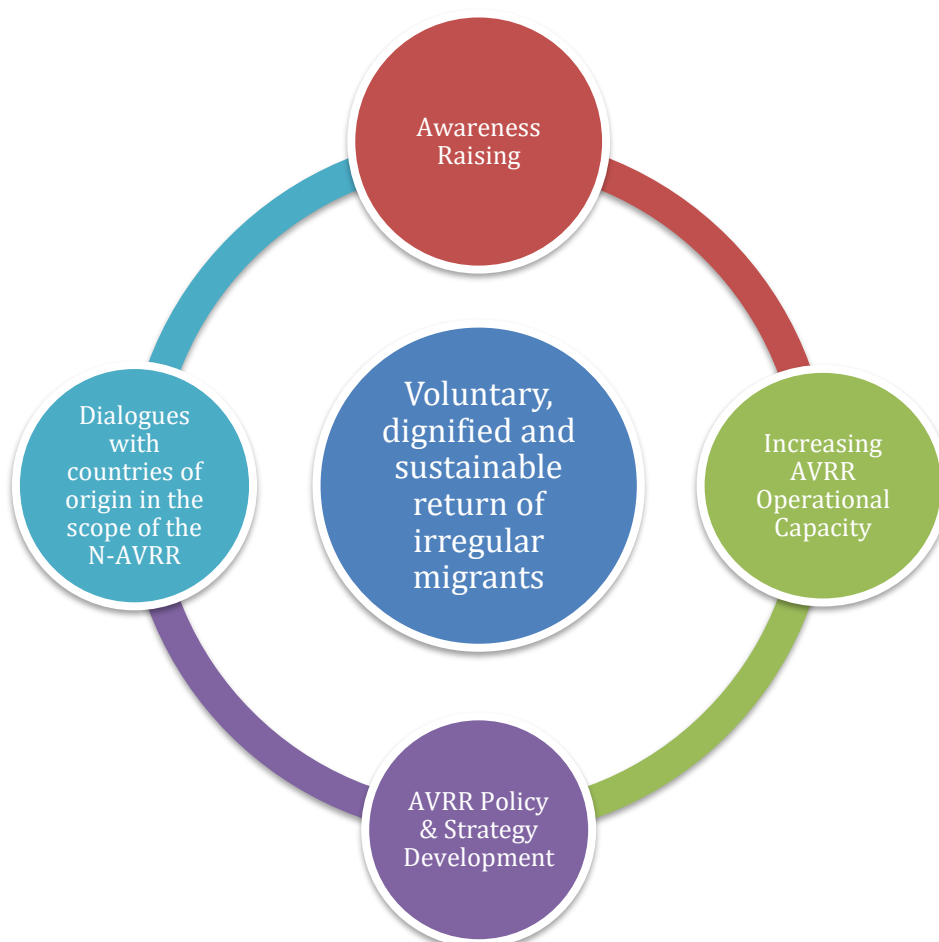 Awareness
Raising
Voluntary,
dignified and
sustainable
return of
irregular
migrants
Dialogues
with
countries of
origin in the
scope of the
N-AVRR
Increasing
AVRR
Operational
Capacity
AVRR Policy
& Strategy
Development